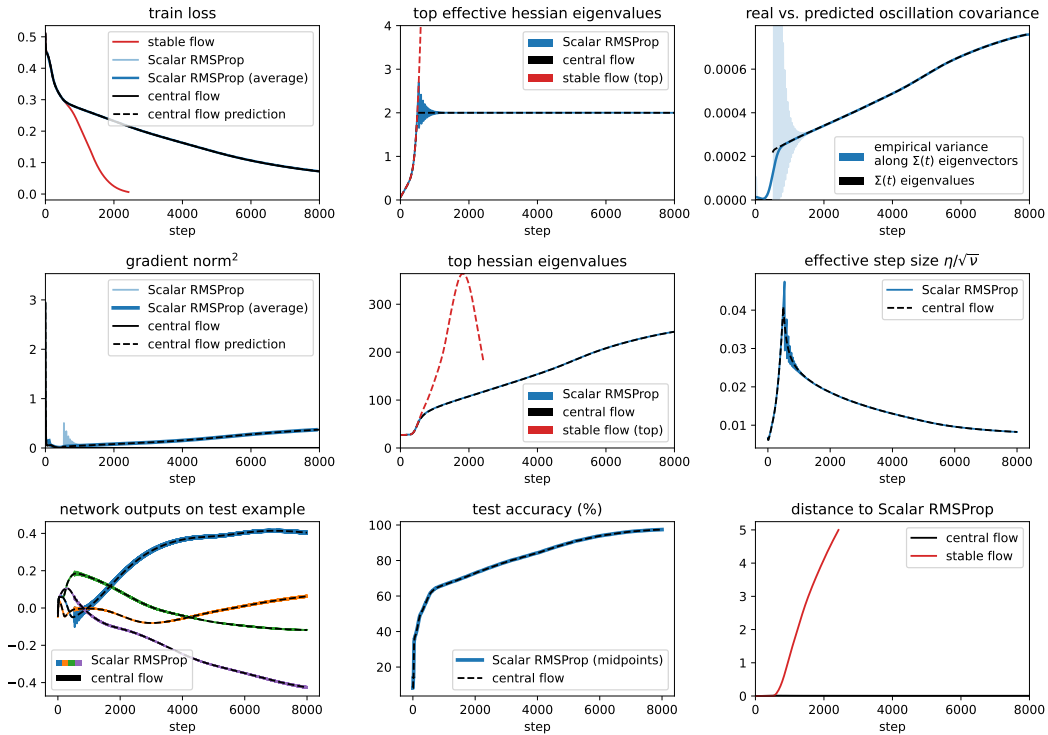 train loss
0.5
0.4
0.3
0.2
0.1
0.0
0
2000
4000
6000
8000
step
stable flow
Scalar RMSProp
Scalar RMSProp (average)
central flow
central flow prediction
top effective hessian eigenvalues
4
3
2
1
0
0
2000
4000
6000
8000
step
Scalar RMSProp
central flow
stable flow (top)
real vs. predicted oscillation covariance
0.0006
0.0004
0.0002
0.0000
0
2000
4000
6000
8000
step
empirical variance
along Σ(t) eigenvectors
Σ(t) eigenvalues
gradient norm²
3
2
1
0
0
2000
4000
6000
8000
step
Scalar RMSProp
Scalar RMSProp (average)
central flow
central flow prediction
top hessian eigenvalues
300
200
100
0
0
2000
4000
6000
8000
step
Scalar RMSProp
central flow
stable flow (top)
effective step size η/√ν
0.04
0.03
0.02
0.01
0
2000
4000
6000
8000
step
Scalar RMSProp
central flow
network outputs on test example
0.4
0.2
0.0
−0.2
−0.4
0
2000
4000
6000
8000
step
Scalar RMSProp
central flow
test accuracy (%)
100
80
60
40
20
0
2000
4000
6000
8000
step
Scalar RMSProp (midpoints)
central flow
distance to Scalar RMSProp
5
4
3
2
1
0
0
2000
4000
6000
8000
step
central flow
stable flow